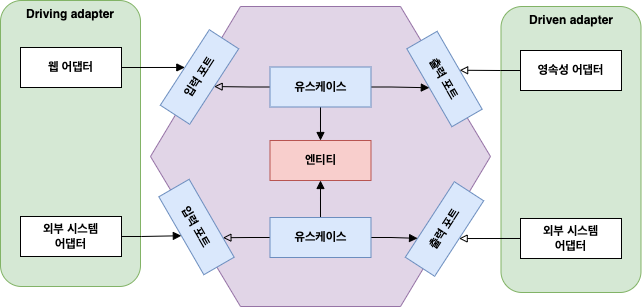 Driving adapter
Driven adapter
웹 어댑터
입력 포트
유스케이스
출력 포트
영속성 어댑터
엔티티
외부 시스템
어댑터
입력 포트
유스케이스
출력 포트
외부 시스템
어댑터